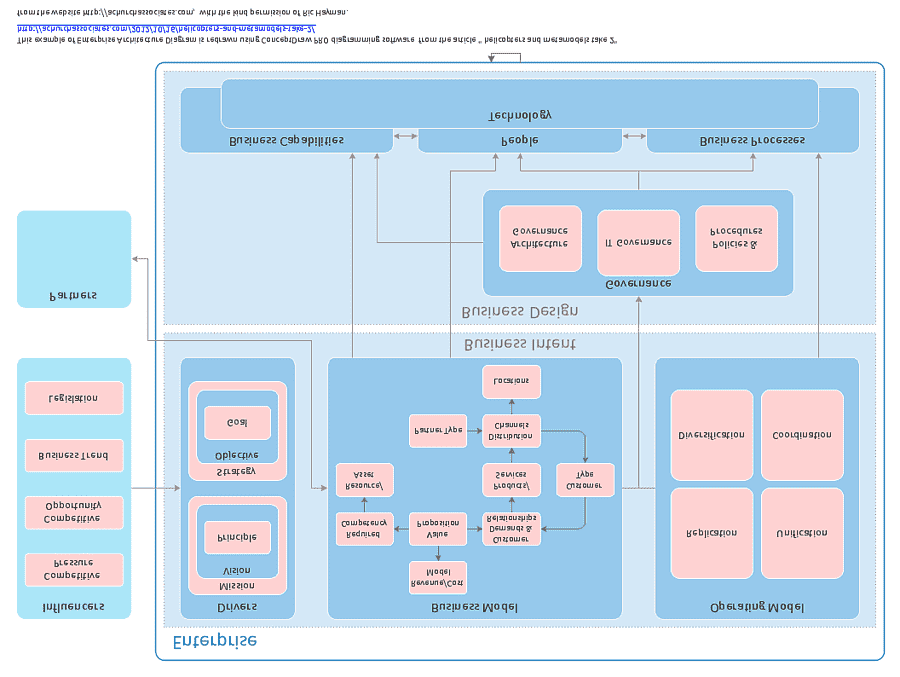 Enterprise
Influencers
Competitive
Pressure
Competitive
Opportunity
Business Trend
Legislation
Partners
Drivers
Mission
Vision
Principle
Strategy
Objective
Goal
Business Model
Revenue/Cost
Model
Required
Competency
Value
Proposition
Customer
Demands &
Relationships
Resource/
Asset
Products/
Services
Customer
Type
Partner Type
Distribution
Channels
Locations
Operating Model
Replication
Unification
Diversification
Coordination
Business Intent
Business Design
Governance
Architecture
Governance
IT Governance
Policies &
Procedures
Business Capabilities
People
Business Processes
Technology
This example of Enterprise Architecture Diagram is redrawn using ConceptDraw PRO diagramming software from the article " helicopters and metamodels take 2"
http://achurchassociates.com/2012/10/16/helicopters-and-metamodels-take-2/
from the website http://achurchassociates.com, with the kind permission of Ric Hayman.